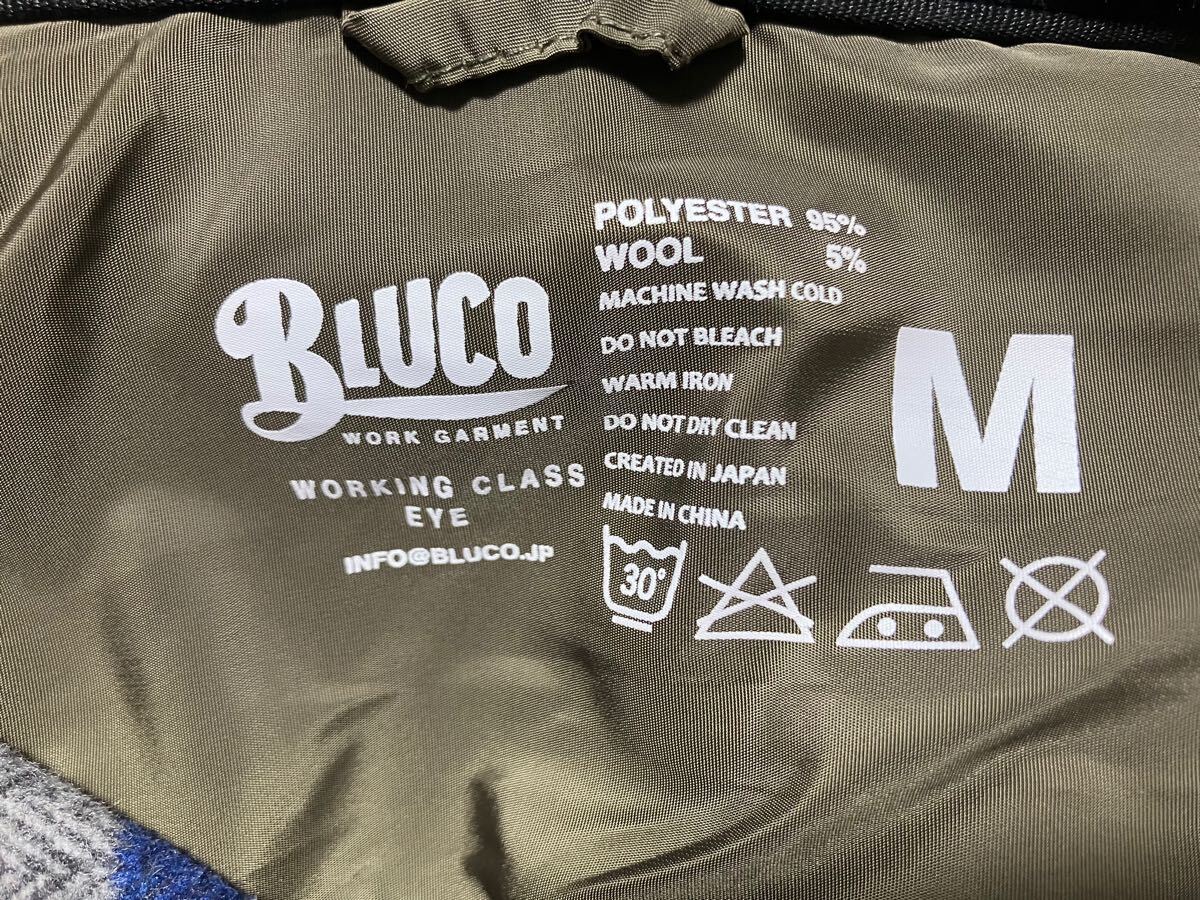 BLUCO
WORK GARMENT
WORKING CLASS
EYE
INFO@BLUCO.JP
POLYESTER 95%
WOOL 5%
MACHINE WASH COLD
DO NOT BLEACH
WARM IRON
DO NOT DRY CLEAN
CREATED IN JAPAN
MADE IN CHINA
30°
M